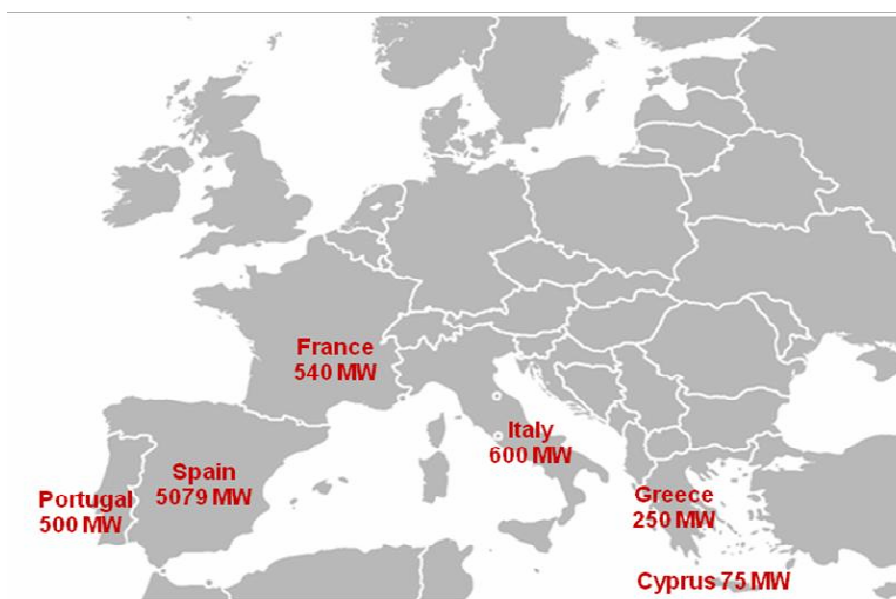 France
540 MW
Italy
600 MW
Spain
5079 MW
Portugal
500 MW
Greece
250 MW
Cyprus 75 MW